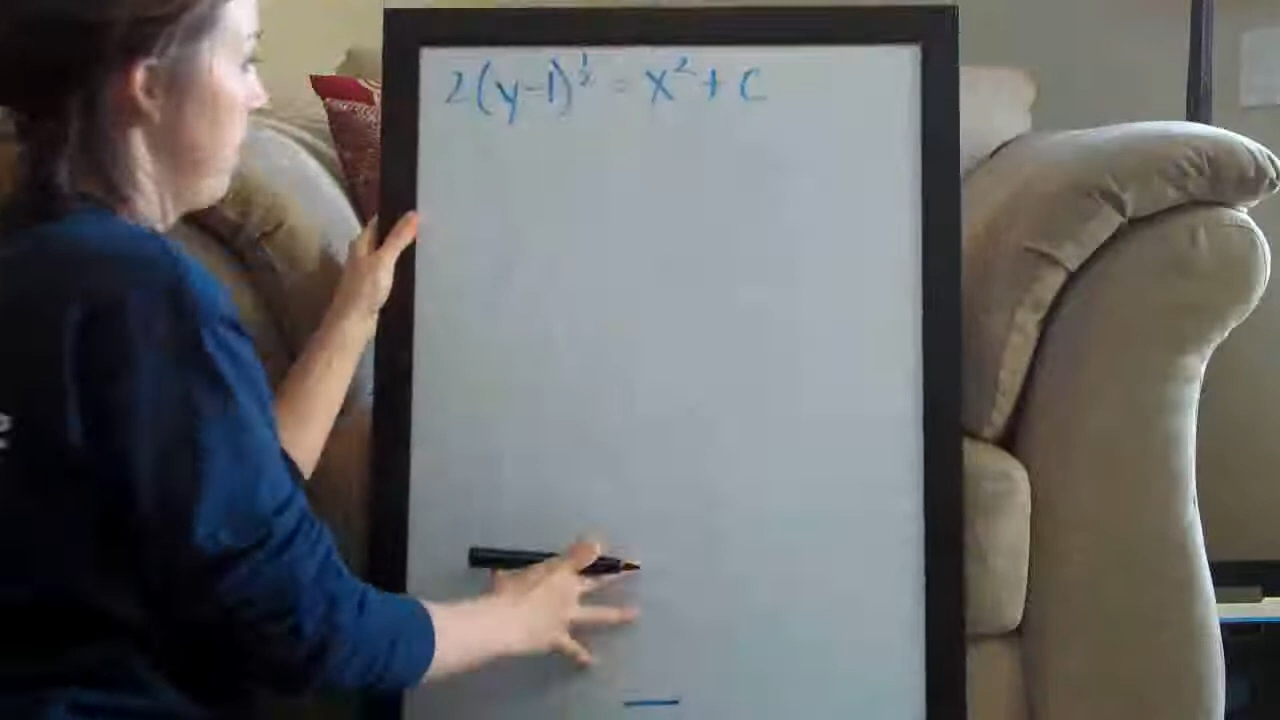 2(y-1)^{1/2} = x² + C